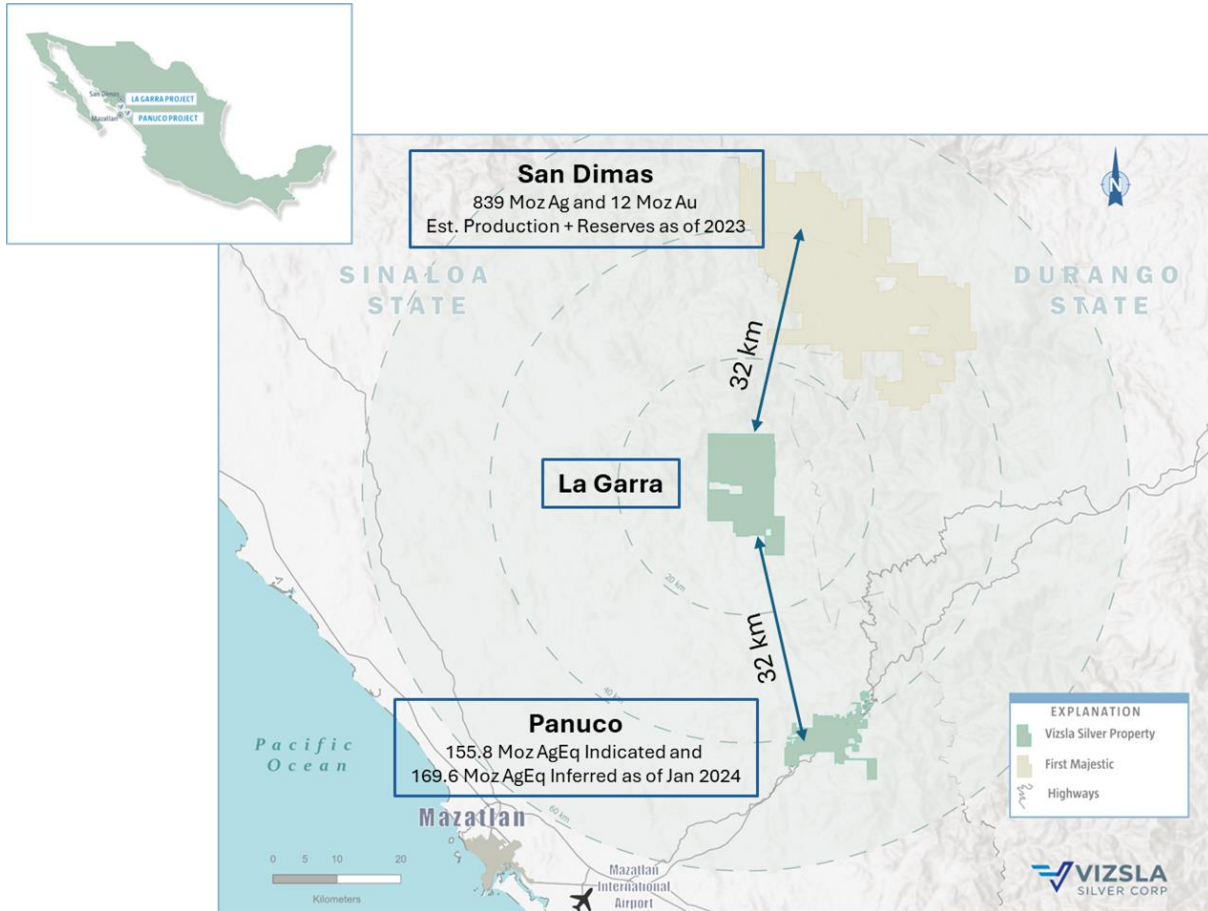 San Dimas
LA GARRA PROJECT
Mazatlan
PANUCO PROJECT
San Dimas
839 Moz Ag and 12 Moz Au
Est. Production + Reserves as of 2023
N
SINALOA
STATE
DURANGO
STATE
32 km
La Garra
20 km
32 km
40 km
Panuco
155.8 Moz AgEq Indicated and
169.6 Moz AgEq Inferred as of Jan 2024
60 km
Pacific
Ocean
Mazatlan
Mazatlan
International
Airport
0 5 10 20
Kilometers
EXPLANATION
Vizsla Silver Property
First Majestic
Highways
VIZSLA
SILVER CORP